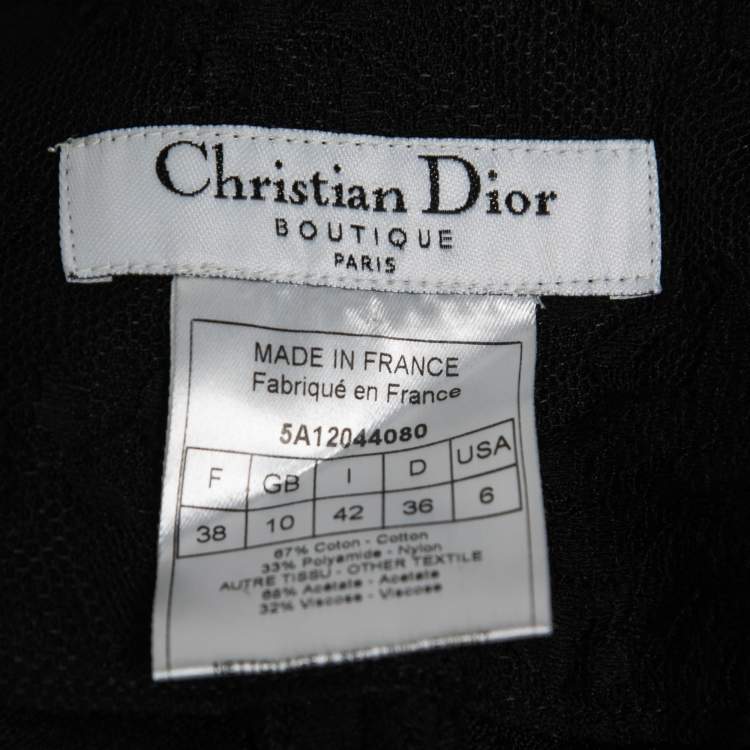 Christian Dior
BOUTIQUE
PARIS
MADE IN FRANCE
Fabriqué en France
5A12044080
F GB I D USA
38 10 42 36 6
67% Coton - Cotton
33% Polyamide - Nylon
AUTRE TISSU - OTHER TEXTILE
68% Acétate - Acetate
32% Viscose - Viscose